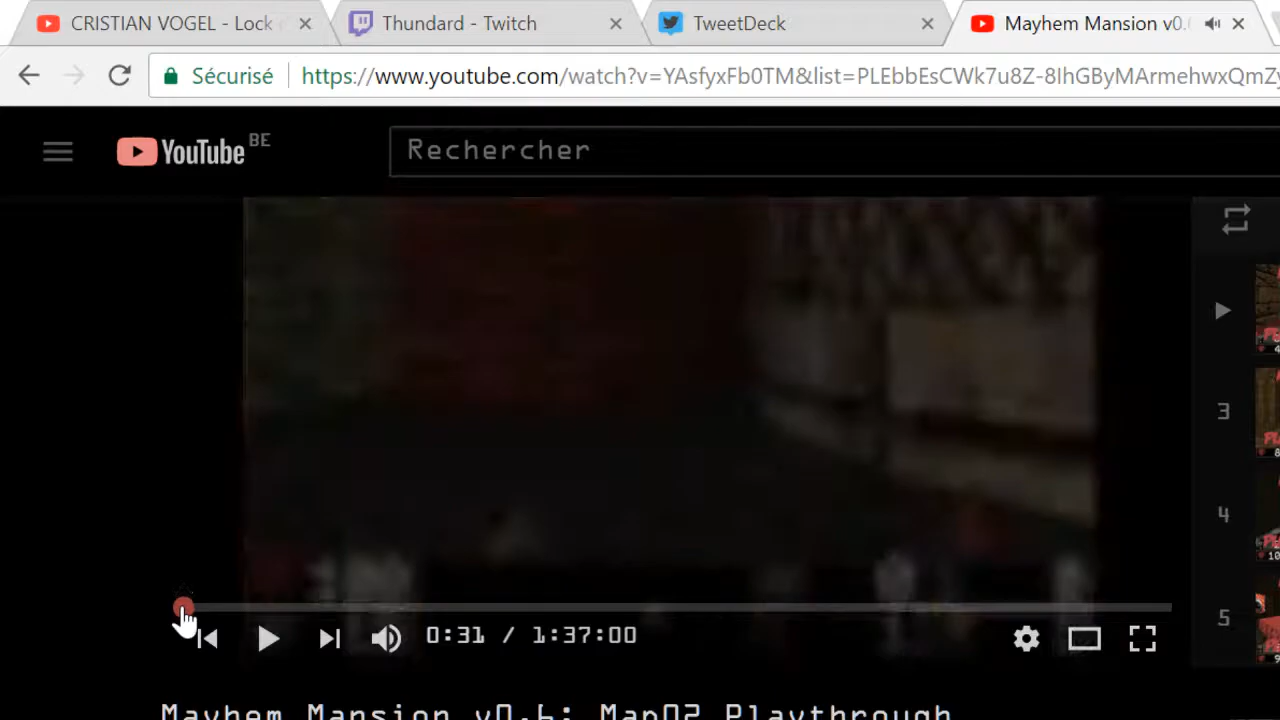 CRISTIAN VOGEL - Lock
Thundard - Twitch
TweetDeck
Mayhem Mansion v0.
Sécurisé
https://www.youtube.com/watch?v=YAsfyxFb0TM&list=PLEbbEsCWk7u8Z-8IhGByMArmehwxQmZy
YouTube BE
Rechercher
3
4
5
0:31 / 1:37:00
Mayhem Mansion v0.6: Map02 Playthrough